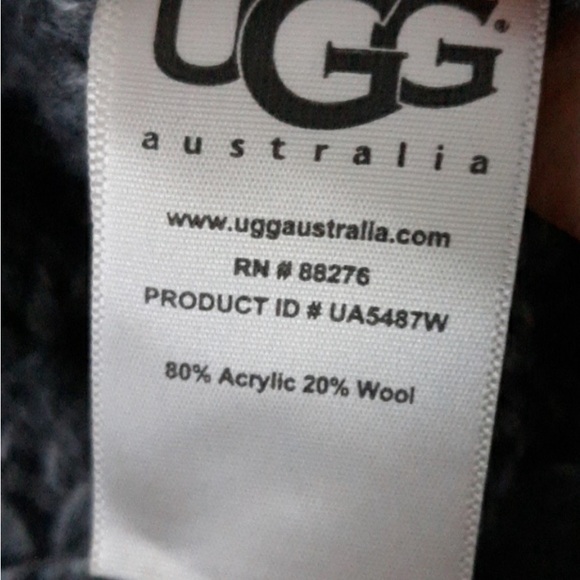 UGG®
australia
www.uggaustralia.com
RN # 88276
PRODUCT ID # UA5487W
80% Acrylic 20% Wool